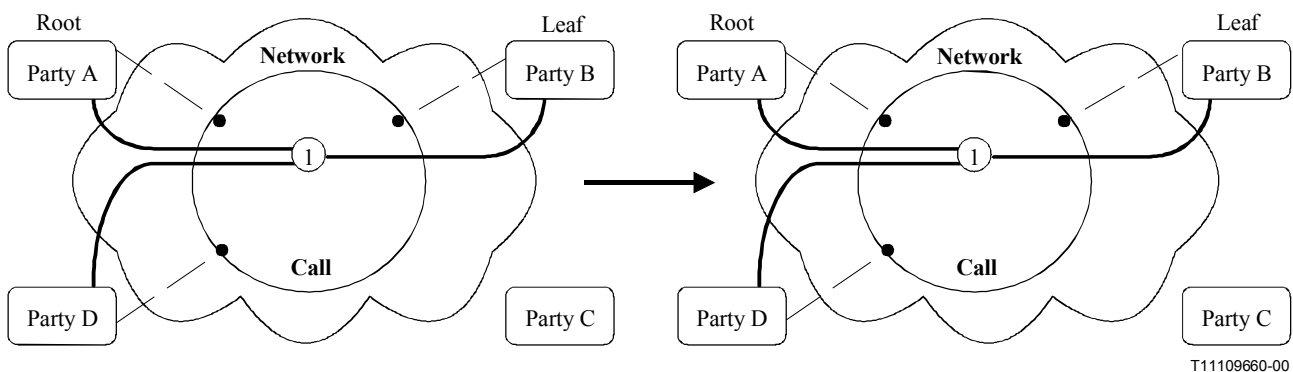 Root
Leaf
Party A
Network
Party B
1
Call
Party D
Party C
Root
Leaf
Party A
Network
Party B
1
Call
Party D
Party C
T11109660-00